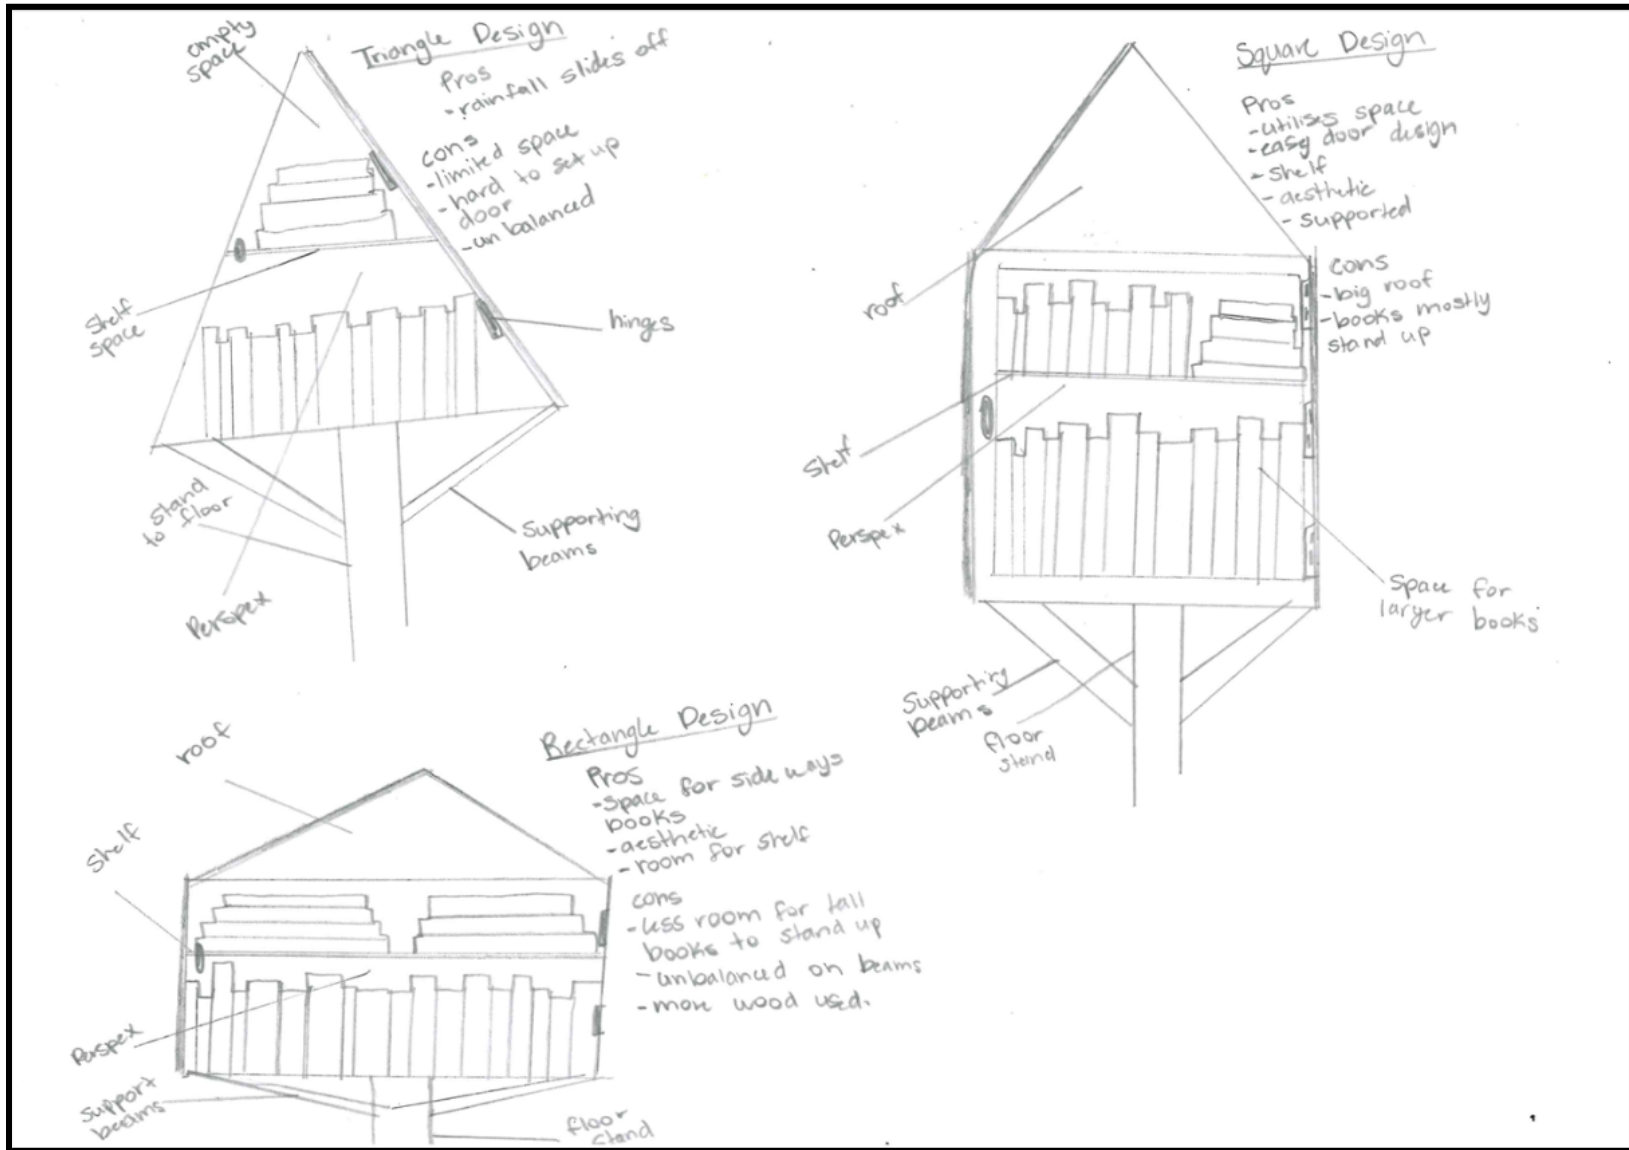 Triangle Design
empty
space
Pros
- rainfall slides off
cons
- limited space
- hard to set up
door
- un balanced
Shelf
space
hinges
Stand
to floor
Supporting
beams
Perspex
Square Design
Pros
- utilises space
- easy door design
- shelf
- aesthetic
- supported
cons
- big roof
- books mostly
stand up
roof
Shelf
Perspex
Space for
larger books
Supporting
beams
floor
stand
Rectangle Design
roof
Pros
- Space for side ways
books
- aesthetic
- room for shelf
cons
- less room for tall
books to stand up
- unbalanced on beams
- more wood used.
Shelf
Perspex
Support
beams
floor
stand